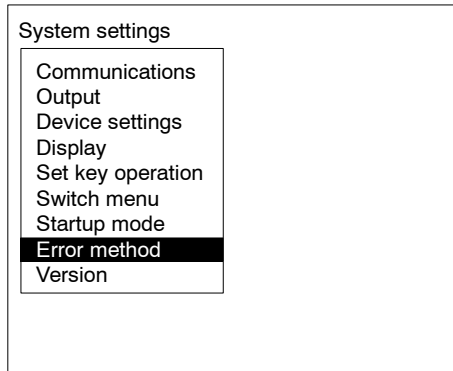 System settings
Communications
Output
Device settings
Display
Set key operation
Switch menu
Startup mode
Error method
Version